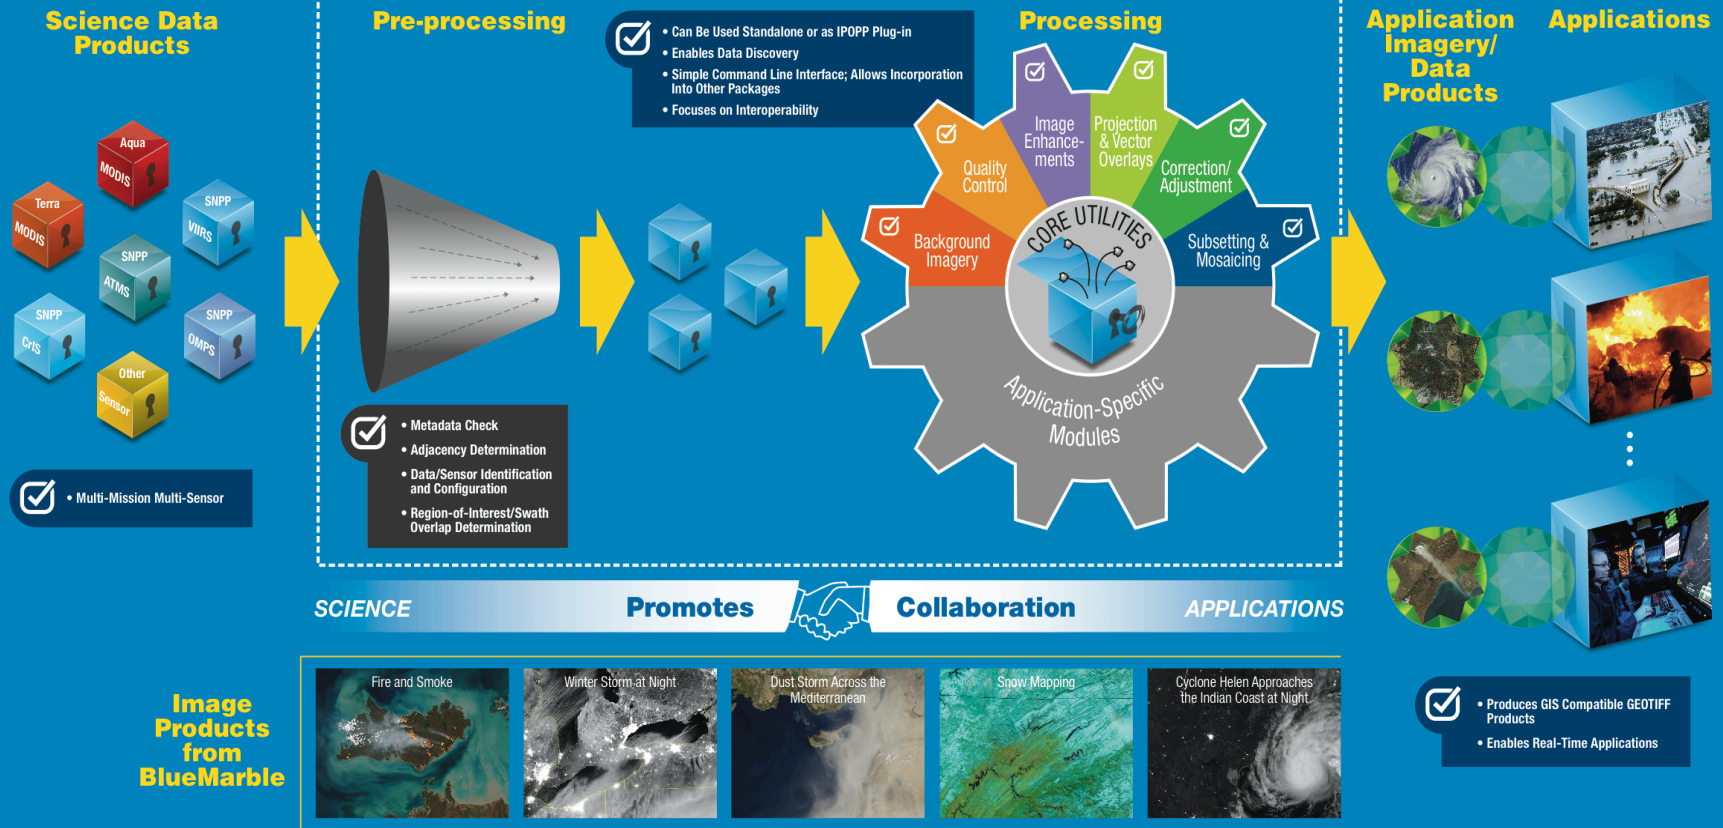 Science Data
Products
Aqua
MODIS
Terra
MODIS
SNPP
VIIRS
SNPP
ATMS
SNPP
CrIS
SNPP
OMPS
Other
Sensor
• Multi-Mission Multi-Sensor
Pre-processing
• Metadata Check
• Adjacency Determination
• Data/Sensor Identification
and Configuration
• Region-of-Interest/Swath
Overlap Determination
• Can Be Used Standalone or as IPOPP Plug-in
• Enables Data Discovery
• Simple Command Line Interface; Allows Incorporation
Into Other Packages
• Focuses on Interoperability
Processing
Background
Imagery
Quality
Control
Image
Enhance-
ments
Projection
& Vector
Overlays
Correction/
Adjustment
Subsetting &
Mosaicing
CORE UTILITIES
Application-Specific
Modules
Application
Imagery/
Data
Products
Applications
• Produces GIS Compatible GEOTIFF
Products
• Enables Real-Time Applications
SCIENCE
Promotes
Collaboration
APPLICATIONS
Image
Products
from
BlueMarble
Fire and Smoke
Winter Storm at Night
Dust Storm Across the
Mediterranean
Snow Mapping
Cyclone Helen Approaches
the Indian Coast at Night